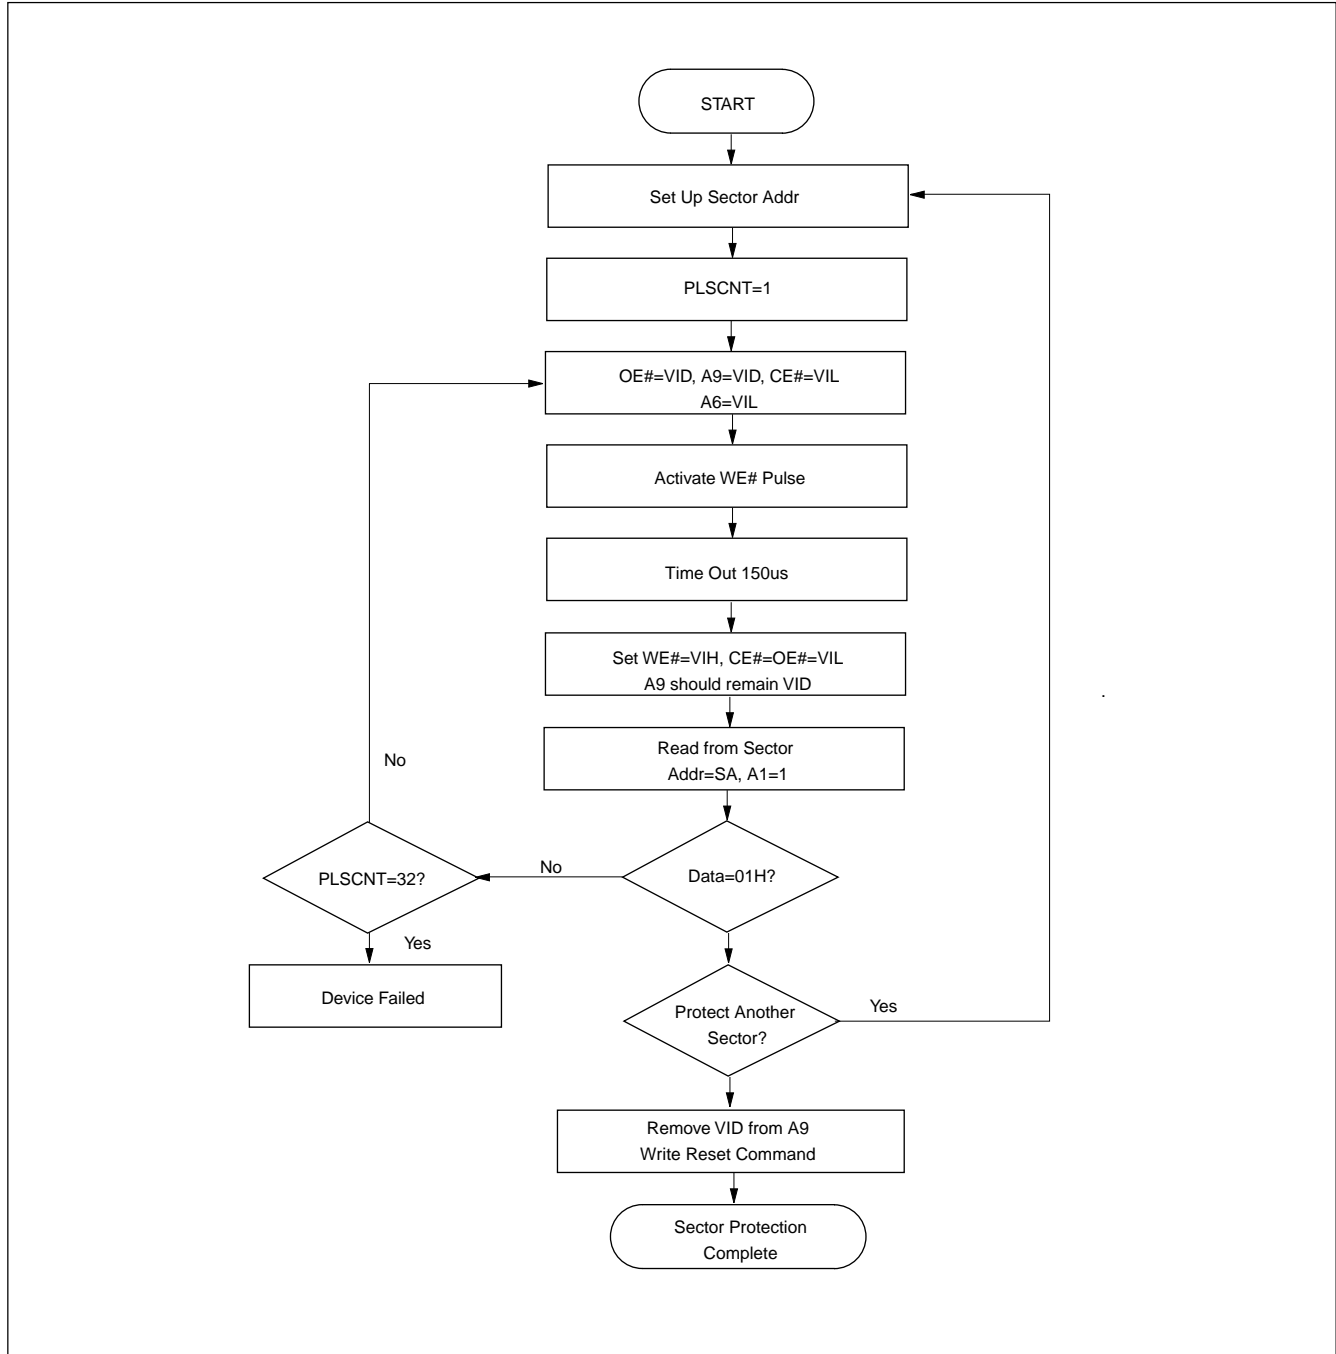 START
Set Up Sector Addr
PLSCNT=1
OE#=VID, A9=VID, CE#=VIL
A6=VIL
Activate WE# Pulse
Time Out 150us
Set WE#=VIH, CE#=OE#=VIL
A9 should remain VID
.
Read from Sector
Addr=SA, A1=1
No
PLSCNT=32?
No
Data=01H?
Yes
Device Failed
Protect Another
Sector?
Yes
Remove VID from A9
Write Reset Command
Sector Protection
Complete